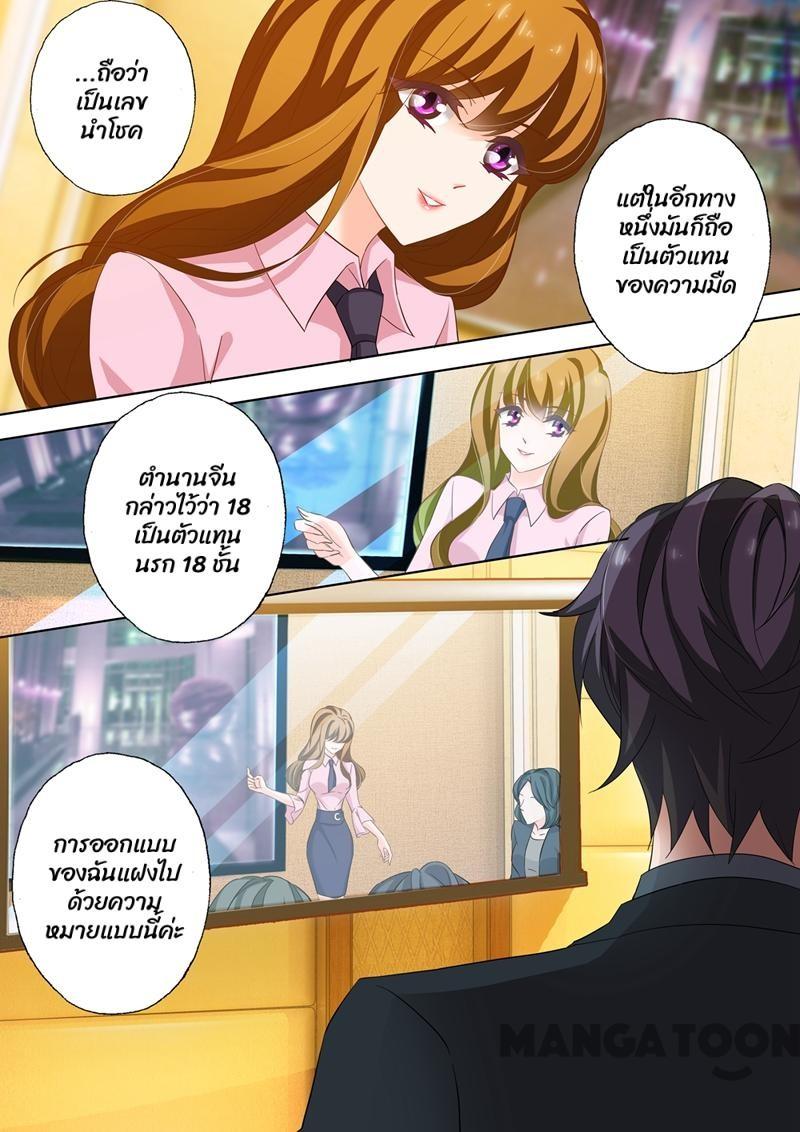 ...ถือว่า
เป็นเลข
นำโชค
แต่ในอีกทาง
หนึ่งมันก็ถือ
เป็นตัวแทน
ของความมืด
ตำนานจีน
กล่าวไว้ว่า 18
เป็นตัวแทน
นรก 18 ชั้น
การออกแบบ
ของฉันแฝงไป
ด้วยความ
หมายแบบนี้ค่ะ
MANGATOON